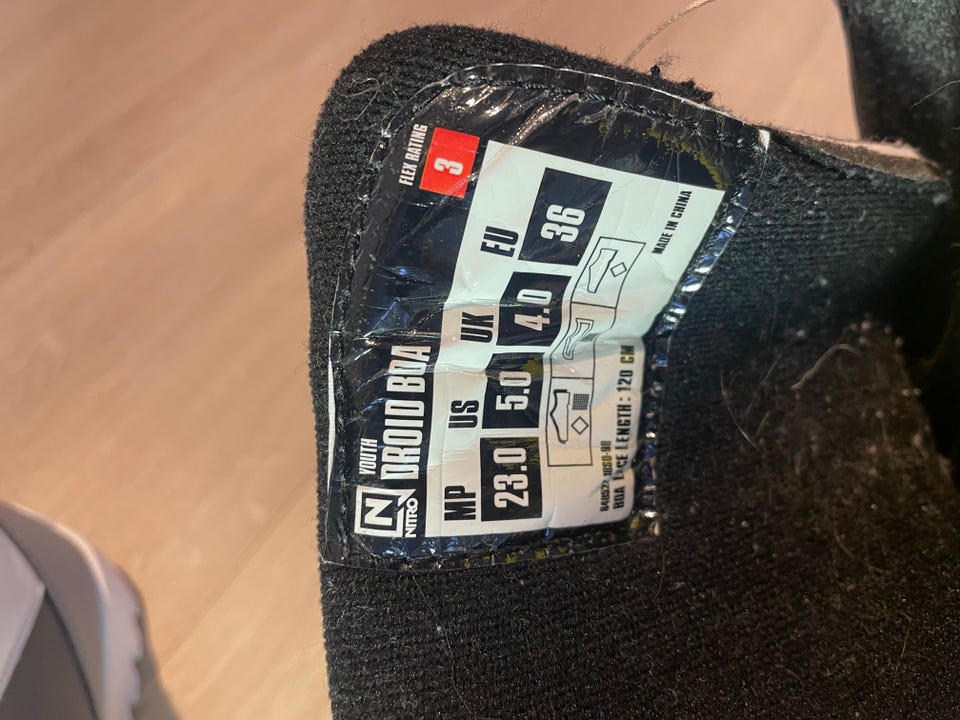 YOUTH
N DROID BOA
NITRO
FLEX RATING
3
MP US UK EU
23.0 5.0 4.0 36
BOA LACE LENGTH: 120 CM
MADE IN CHINA